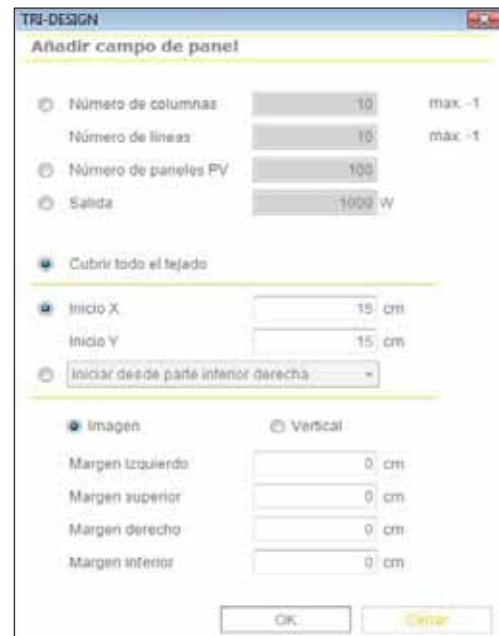 TRI-DESIGN
Añadir campo de panel
Número de columnas 10 max. -1
Número de líneas 10 max. -1
Número de paneles PV 100
Salida 1000 W
Cubrir todo el tejado
Inicio X 15 cm
Inicio Y 15 cm
Iniciar desde parte inferior derecha
Imagen Vertical
Margen Izquierdo 0 cm
Margen superior 0 cm
Margen derecho 0 cm
Margen inferior 0 cm
OK Cerrar